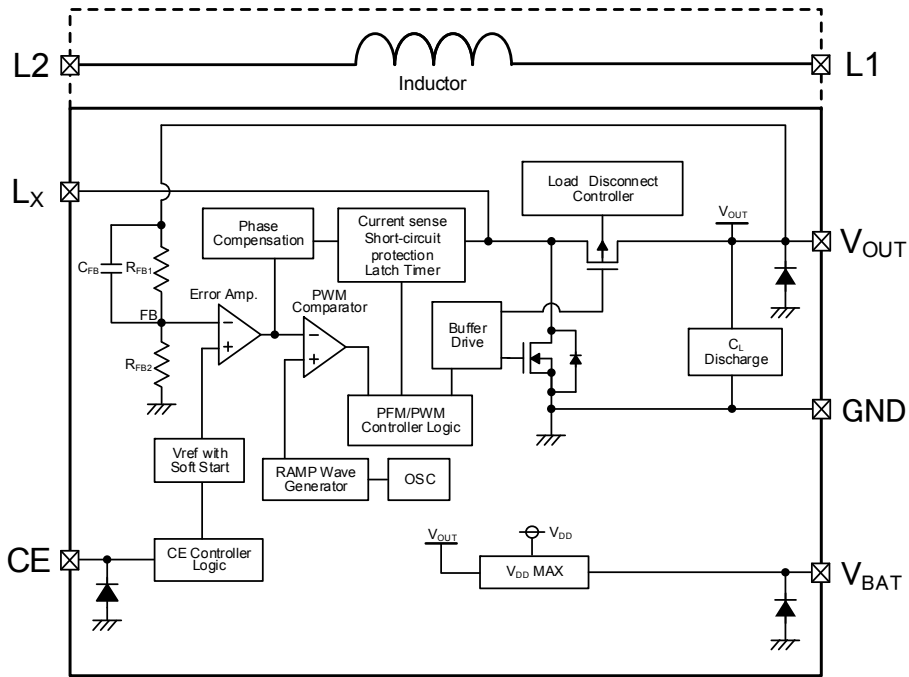 L2
L1
Inductor
LX
Load Disconnect
Controller
VOUT
VOUT
Phase
Compensation
Current sense
Short-circuit
protection
Latch Timer
CFB
RFB1
Error Amp.
PWM
Comparator
FB
Buffer
Drive
CL
Discharge
RFB2
PFM/PWM
Controller Logic
GND
Vref with
Soft Start
RAMP Wave
Generator
OSC
CE
CE Controller
Logic
VOUT
VDD
VDD MAX
VBAT